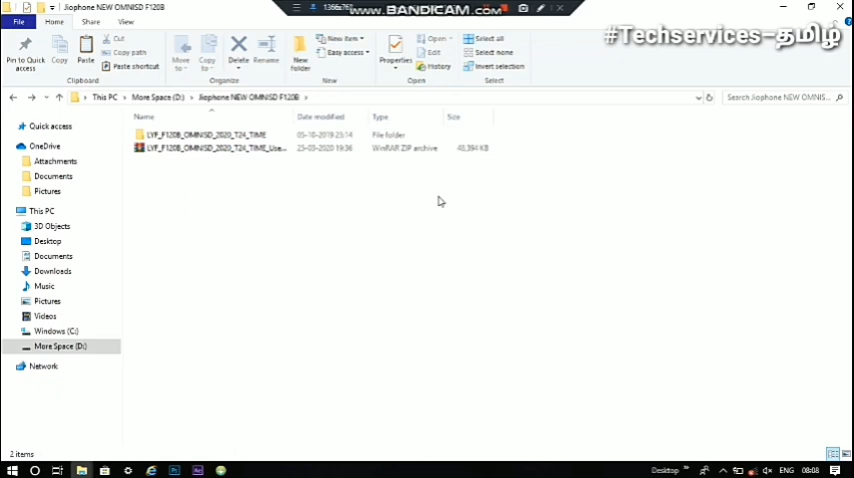 Jiophone NEW OMNISD F120B
1366x768
www.BANDICAM.com
File Home Share View
#Techservices-தமிழ்
Pin to Quick access
Copy
Paste
Cut
Copy path
Paste shortcut
Move to
Copy to
Delete
Rename
New folder
New item
Easy access
Properties
Open
Edit
History
Select all
Select none
Invert selection
Clipboard Organize New Open Select
This PC More Space (D:) Jiophone NEW OMNISD F120B
Search Jiophone NEW OMNISD...
Name Date modified Type Size
LYF_F120B_OMNISD_2020_T24_TIME 05-10-2019 23:14 File folder
LYF_F120B_OMNISD_2020_T24_TIME_Use... 25-03-2020 19:36 WinRAR ZIP archive
Quick access
OneDrive
Attachments
Documents
Pictures
This PC
3D Objects
Desktop
Documents
Downloads
Music
Pictures
Videos
Windows (C:)
More Space (D:)
Network
2 items
Desktop
ENG 08:08